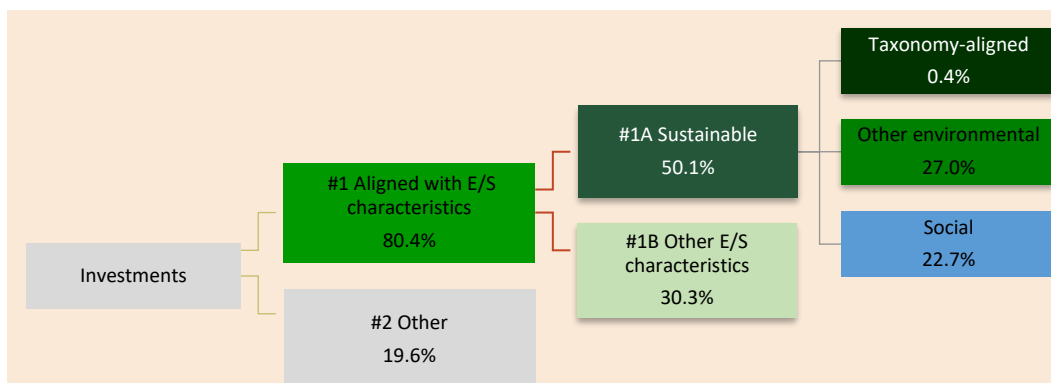 Investments
#1 Aligned with E/S
characteristics
80.4%
#2 Other
19.6%
#1A Sustainable
50.1%
#1B Other E/S
characteristics
30.3%
Taxonomy-aligned
0.4%
Other environmental
27.0%
Social
22.7%